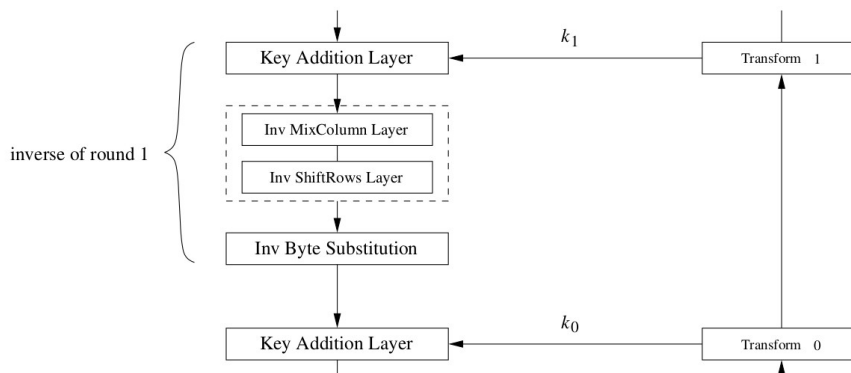 k1
Key Addition Layer
Transform 1
Inv MixColumn Layer
inverse of round 1
Inv ShiftRows Layer
Inv Byte Substitution
k0
Key Addition Layer
Transform 0